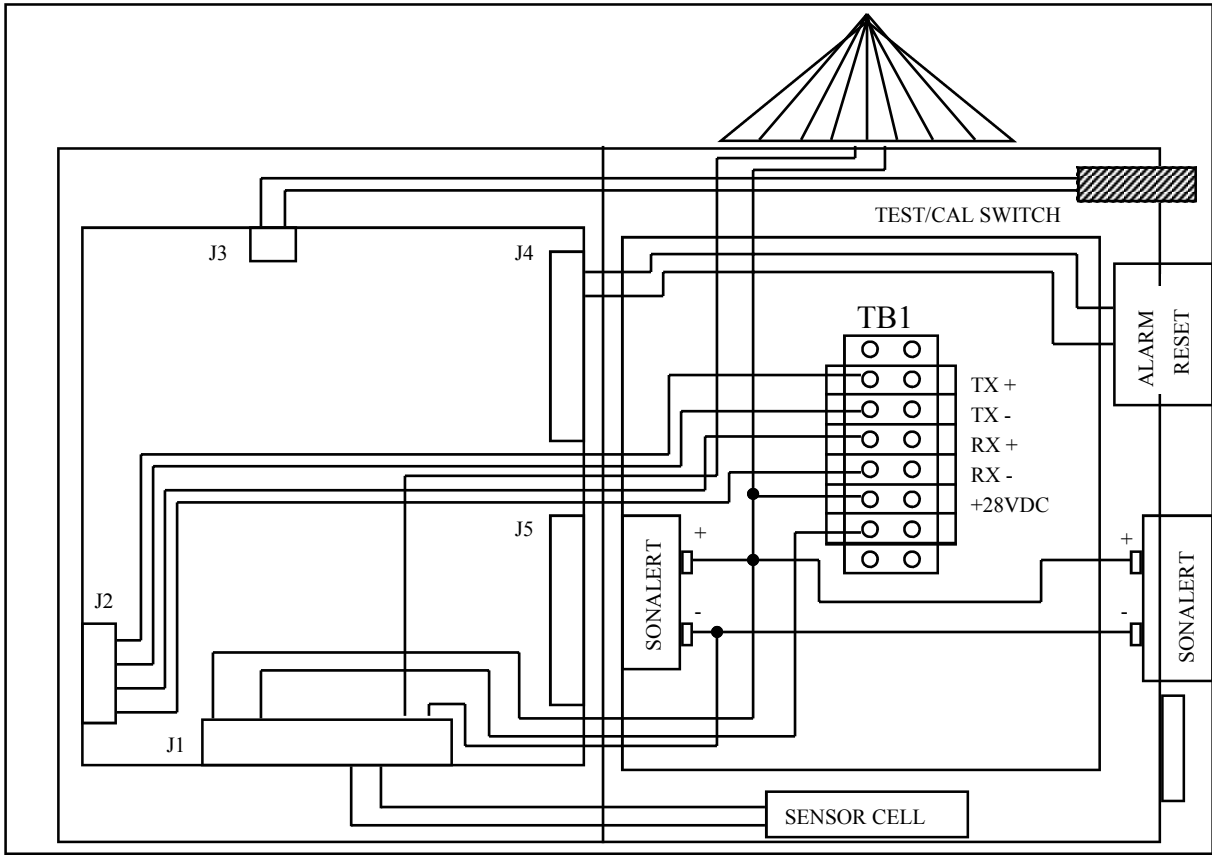 TEST/CAL SWITCH
J3
J4
TB1
ALARM
RESET
TX +
TX -
RX +
RX -
+28VDC
J5
+
-
SONALERT
+
-
SONALERT
J2
J1
SENSOR CELL